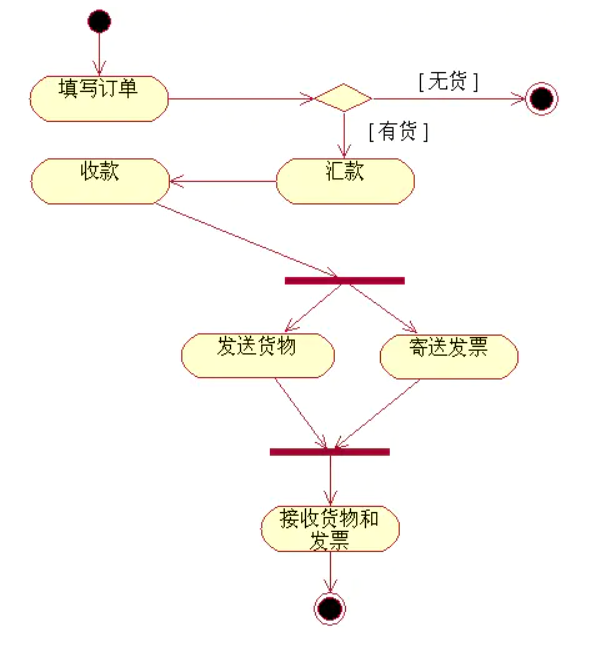 填写订单
[ 无货 ]
[ 有货 ]
收款
汇款
发送货物
寄送发票
接收货物和
发票